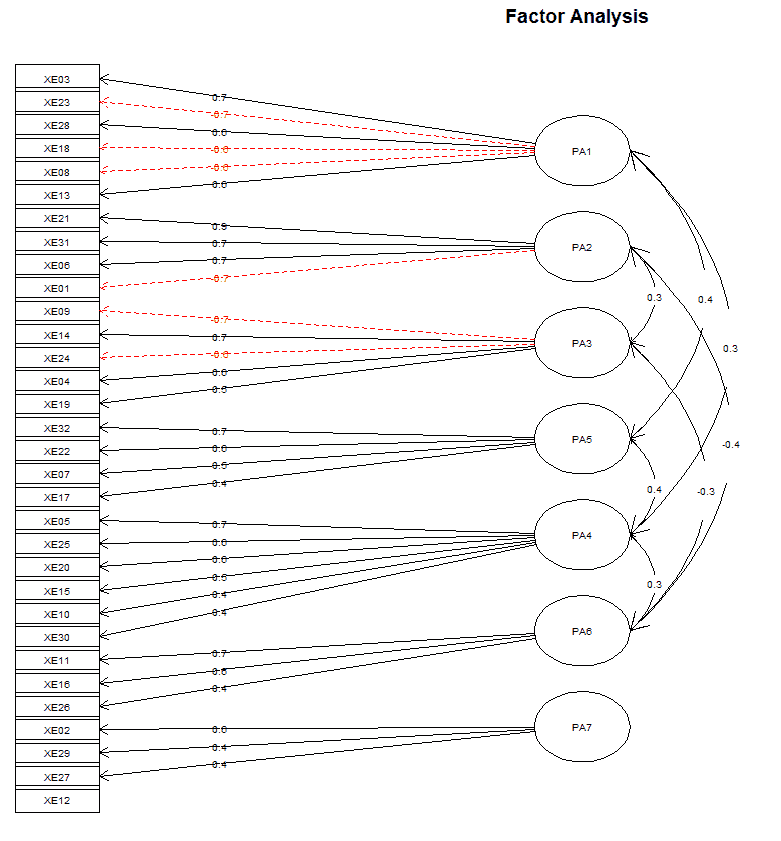 Factor Analysis
XE03
XE23
XE28
XE18
XE08
XE13
XE21
XE31
XE06
XE01
XE09
XE14
XE24
XE04
XE19
XE32
XE22
XE07
XE17
XE05
XE25
XE20
XE15
XE10
XE30
XE11
XE16
XE26
XE02
XE29
XE27
XE12
0.7
-0.7
0.6
-0.6
-0.6
0.6
0.7
0.7
-0.7
-0.7
0.7
-0.6
0.6
0.5
0.7
0.6
0.5
0.4
0.7
0.6
0.6
0.5
0.4
0.4
0.7
0.4
0.6
0.4
0.4
PA1
PA2
PA3
PA5
PA4
PA6
PA7
0.3
0.4
0.3
-0.4
0.4
-0.3
0.3